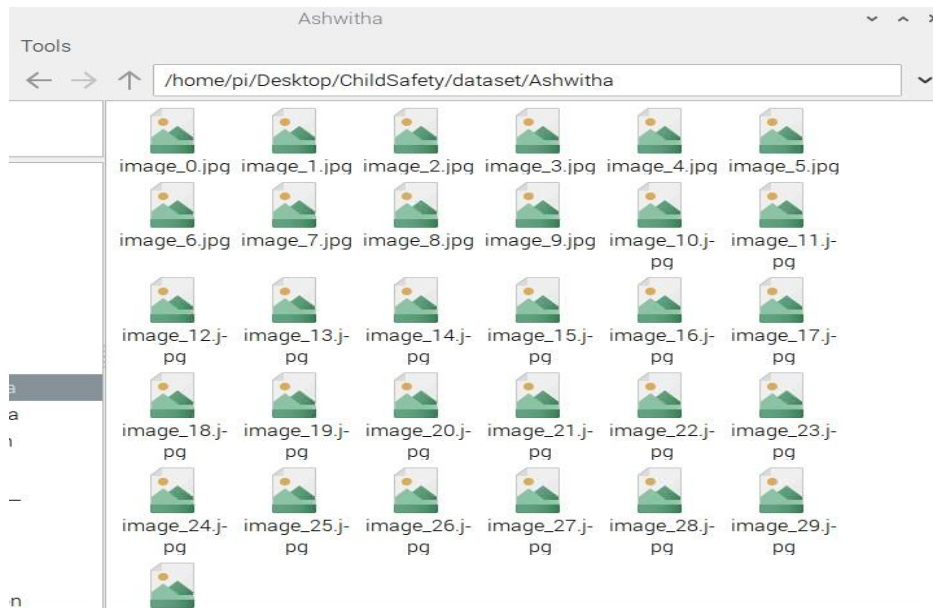 Ashwitha
Tools
/home/pi/Desktop/ChildSafety/dataset/Ashwitha
image_0.jpg image_1.jpg image_2.jpg image_3.jpg image_4.jpg image_5.jpg
image_6.jpg image_7.jpg image_8.jpg image_9.jpg image_10.j- image_11.j-
pg pg
image_12.j- image_13.j- image_14.j- image_15.j- image_16.j- image_17.j-
pg pg pg pg pg pg
a
a
image_18.j- image_19.j- image_20.j- image_21.j- image_22.j- image_23.j-
pg pg pg pg pg pg
image_24.j- image_25.j- image_26.j- image_27.j- image_28.j- image_29.j-
pg pg pg pg pg pg
n